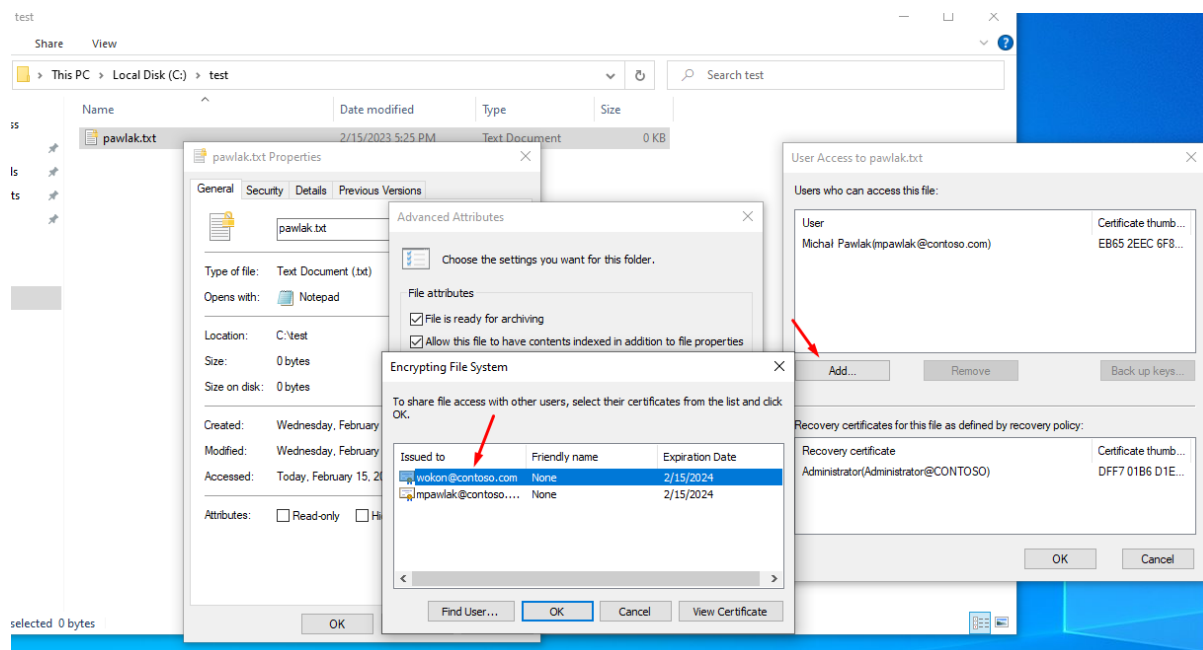 test
Share View
This PC > Local Disk (C:) > test
Search test
Name Date modified Type Size
ss
pawlak.txt 2/15/2023 5:25 PM Text Document 0 KB
ls
ts
pawlak.txt Properties
General Security Details Previous Versions
pawlak.txt
Type of file: Text Document (.txt)
Opens with: Notepad
Location: C:\test
Size: 0 bytes
Size on disk: 0 bytes
Created: Wednesday, February
Modified: Wednesday, February
Accessed: Today, February 15, 20
Attributes: Read-only Hi
OK
selected 0 bytes
Advanced Attributes
Choose the settings you want for this folder.
File attributes
File is ready for archiving
Allow this file to have contents indexed in addition to file properties
Encrypting File System
To share file access with other users, select their certificates from the list and click
OK.
Issued to Friendly name Expiration Date
wokon@contoso.com None 2/15/2024
mpawlak@contoso.... None 2/15/2024
Find User... OK Cancel View Certificate
User Access to pawlak.txt
Users who can access this file:
User Certificate thumb...
Michał Pawlak(mpawlak@contoso.com) EB65 2EEC 6F8...
Add... Remove Back up keys...
Recovery certificates for this file as defined by recovery policy:
Recovery certificate Certificate thumb...
Administrator(Administrator@CONTOSO) DFF7 01B6 D1E...
OK Cancel